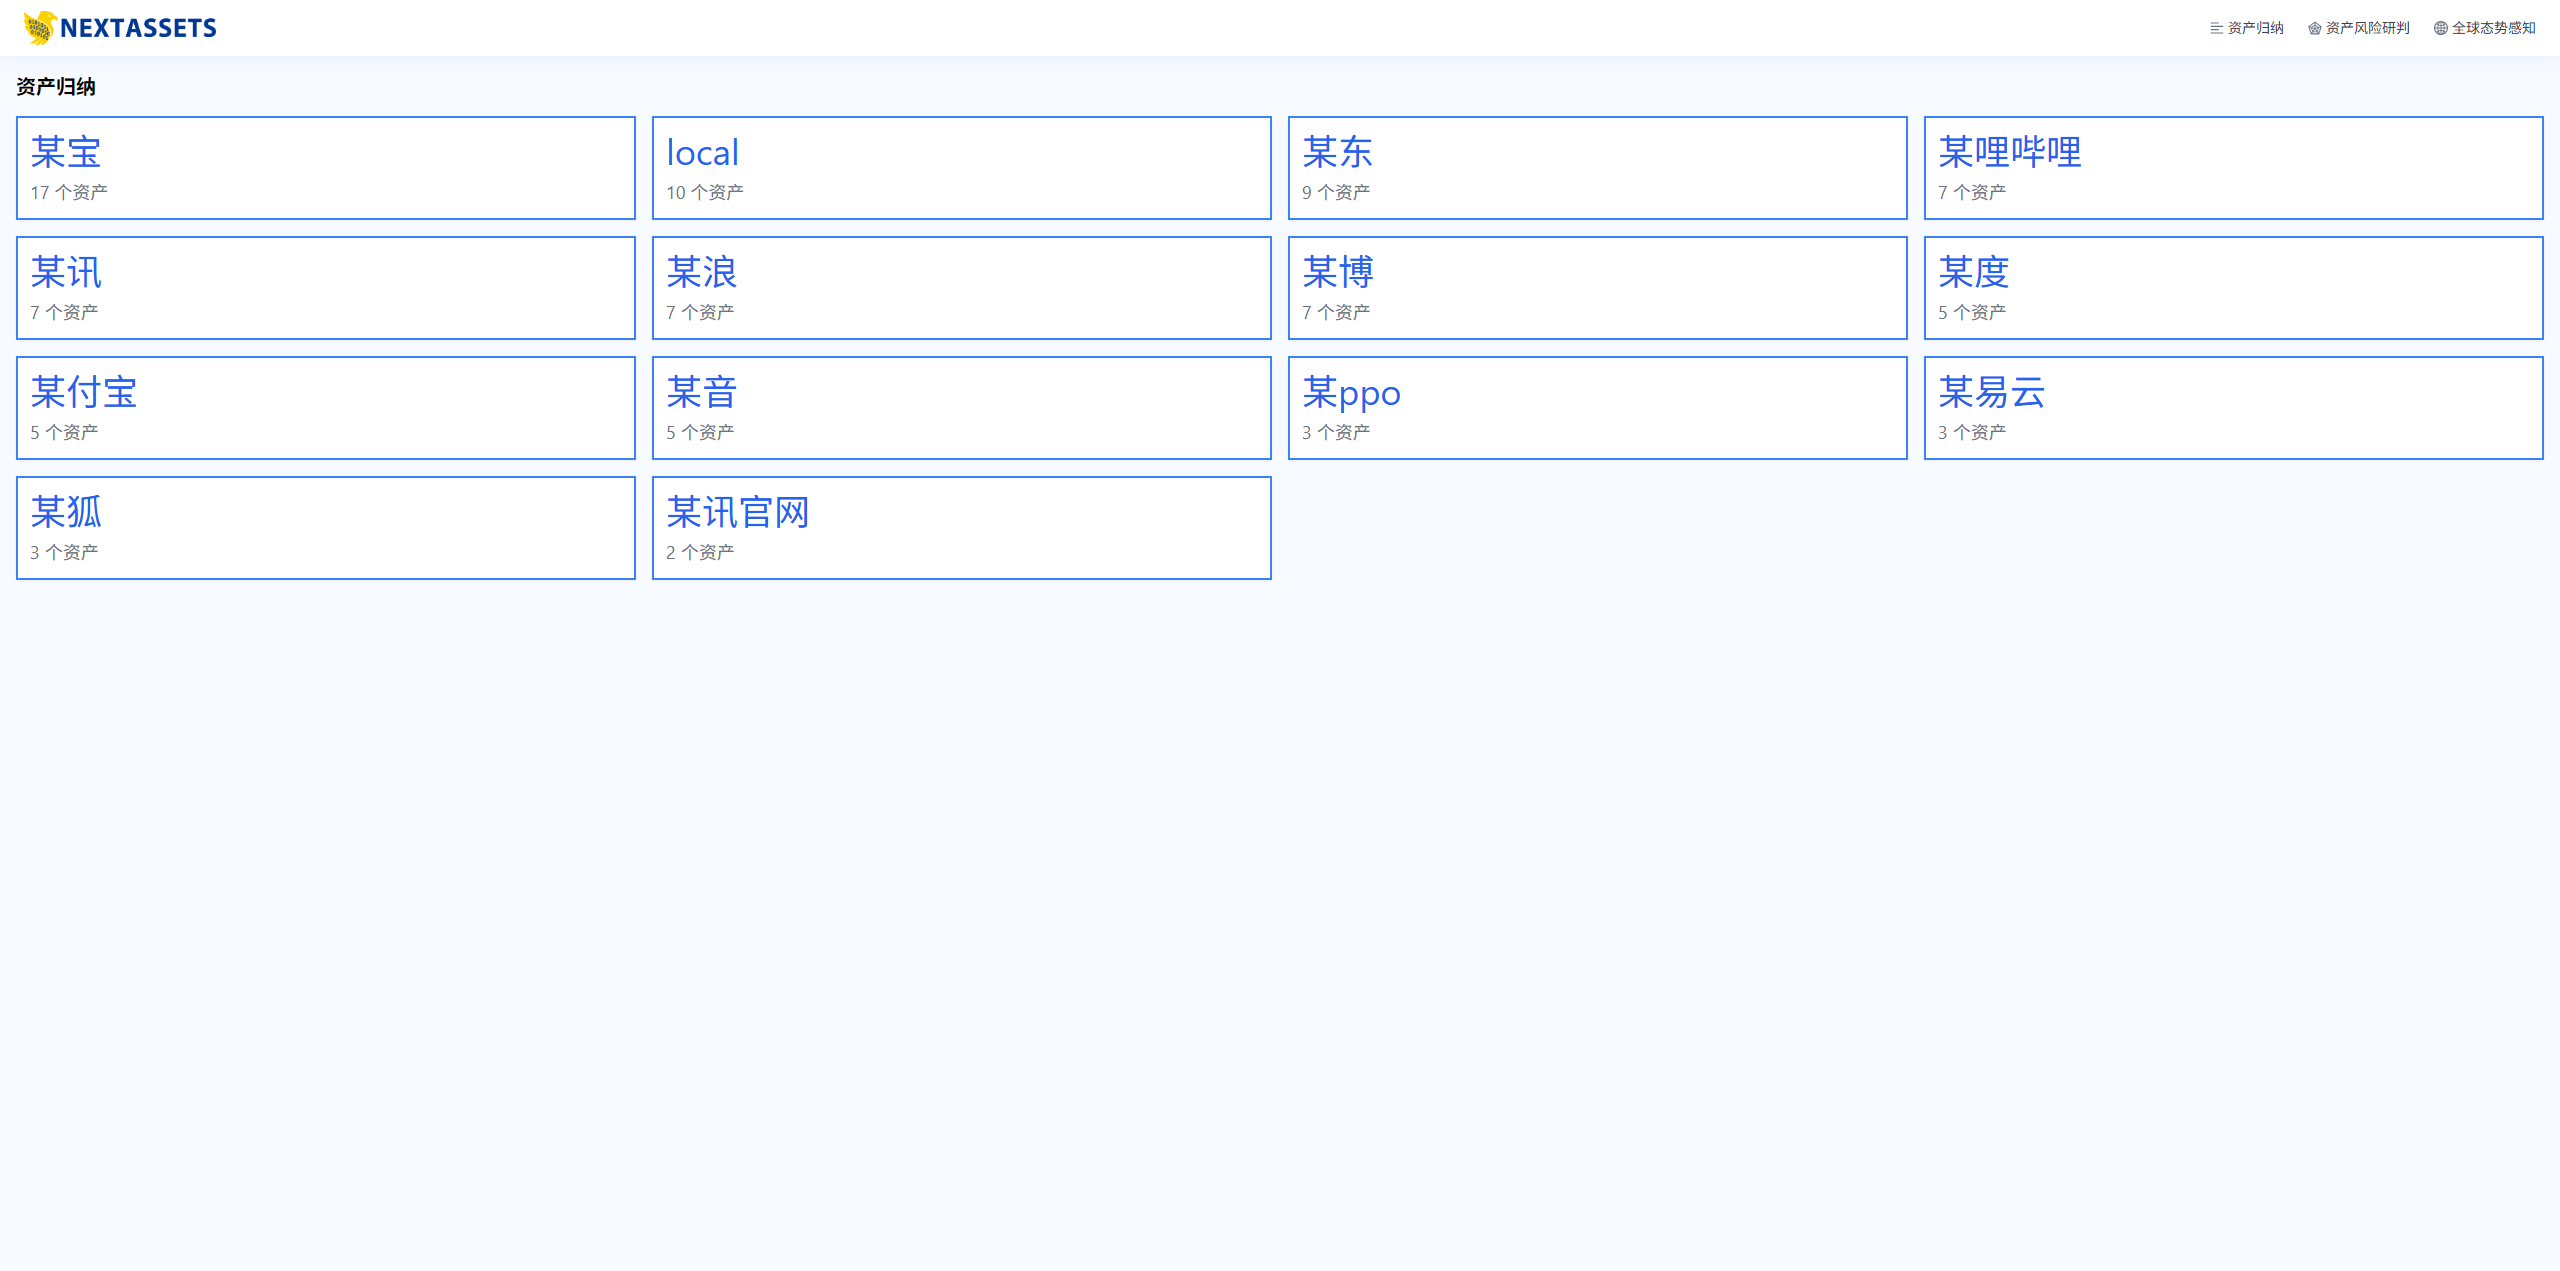 NEXTASSETS
资产归纳 资产风险研判 全球态势感知
资产归纳
某宝
17 个资产
local
10 个资产
某东
9 个资产
某哩哔哩
7 个资产
某讯
7 个资产
某浪
7 个资产
某博
7 个资产
某度
5 个资产
某付宝
5 个资产
某音
5 个资产
某ppo
3 个资产
某易云
3 个资产
某狐
3 个资产
某讯官网
2 个资产